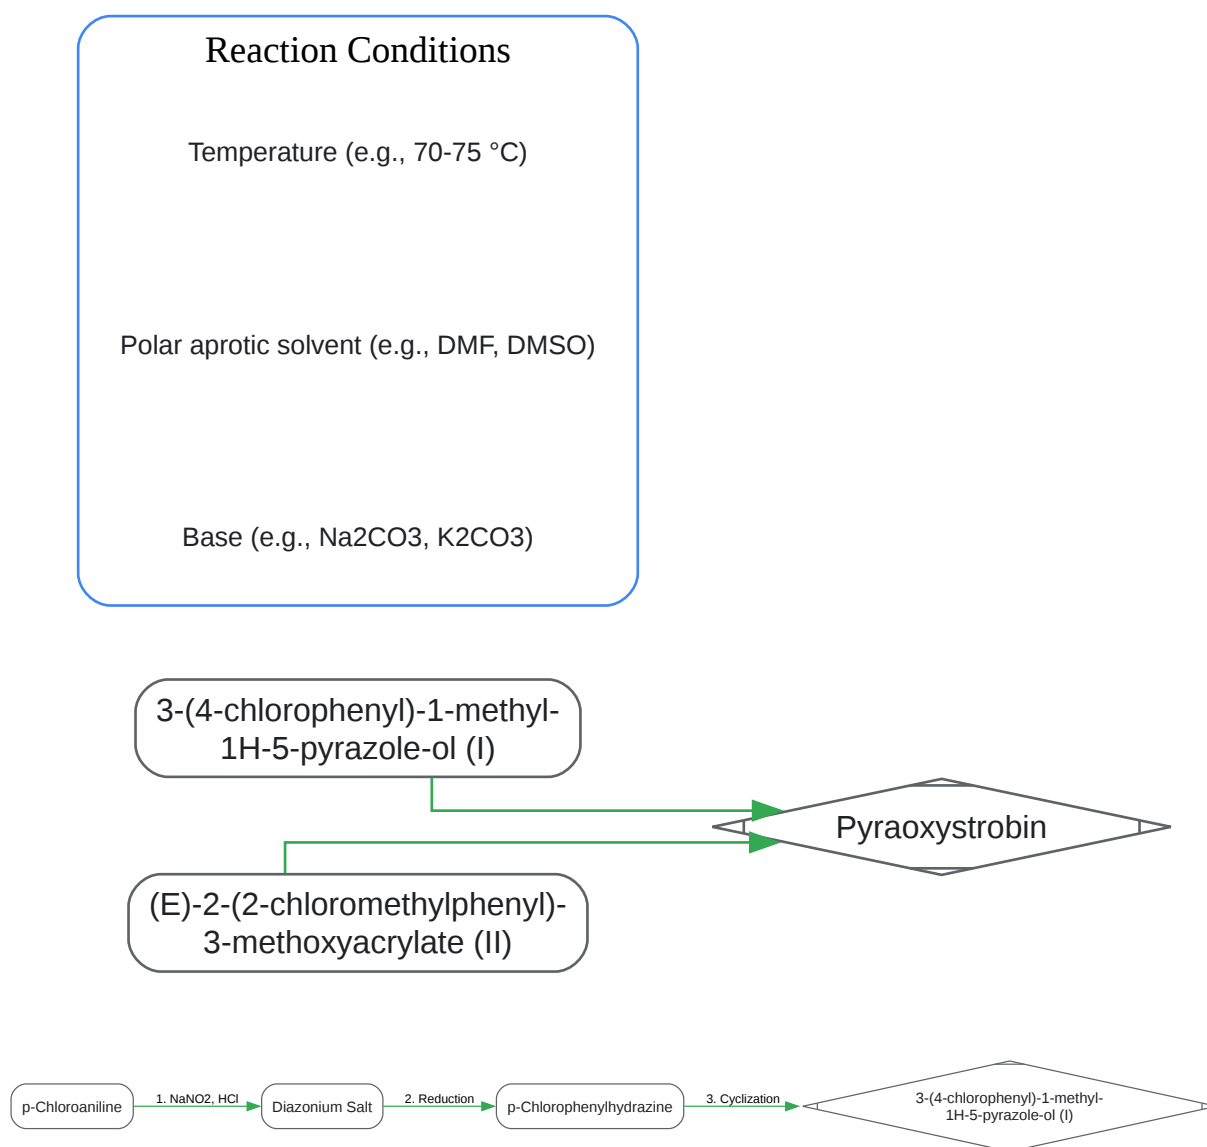 Reaction Conditions
Temperature (e.g., 70-75 °C)
Polar aprotic solvent (e.g., DMF, DMSO)
Base (e.g., Na2CO3, K2CO3)
3-(4-chlorophenyl)-1-methyl-
1H-5-pyrazole-ol (I)
Pyraoxystrobin
(E)-2-(2-chloromethylphenyl)-
3-methoxyacrylate (II)
p-Chloroaniline
1. NaNO2, HCl
Diazonium Salt
2. Reduction
p-Chlorophenylhydrazine
3. Cyclization
3-(4-chlorophenyl)-1-methyl-
1H-5-pyrazole-ol (I)